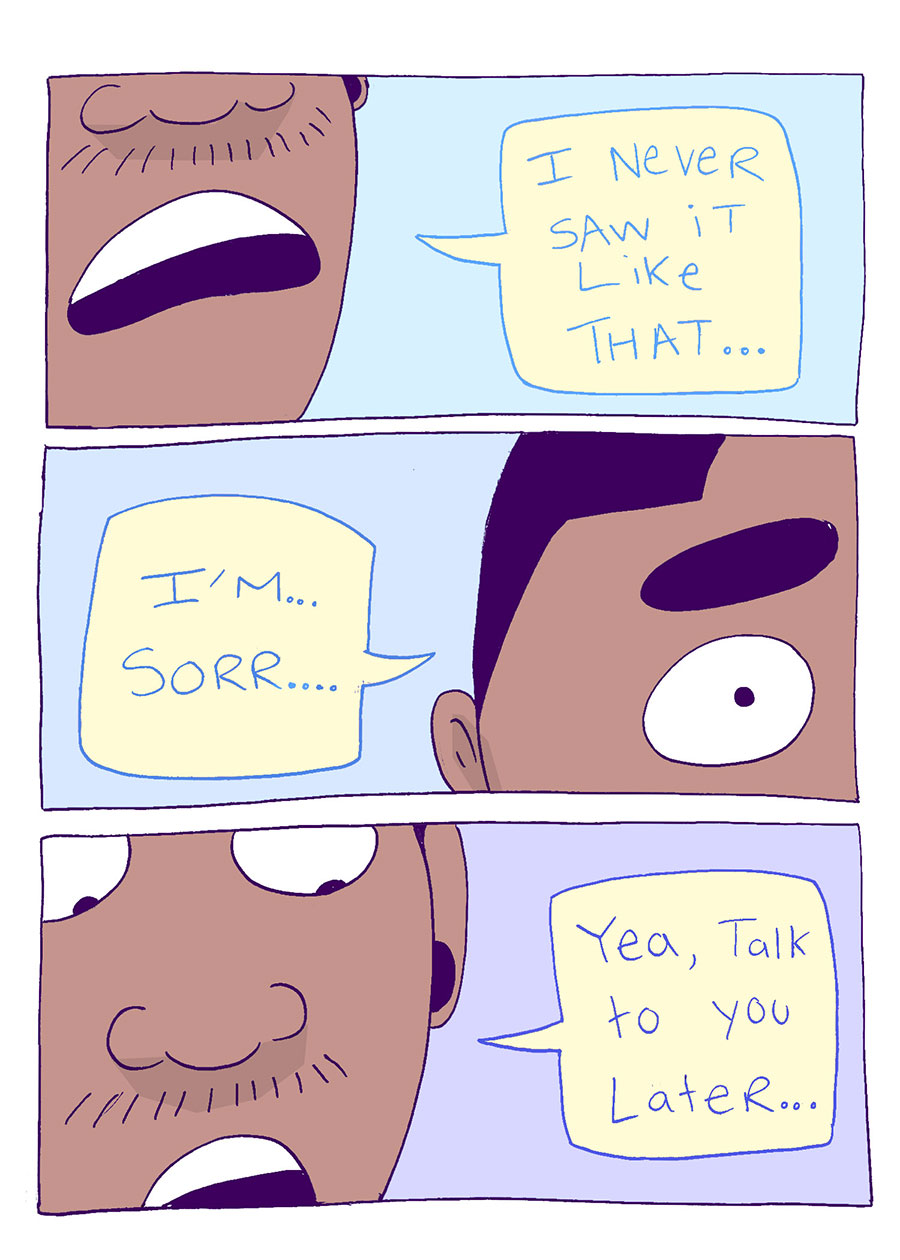 I NeveR
SAW iT
Like
THAT...
I'M...
SORR....
Yea, Talk
to you
LateR...